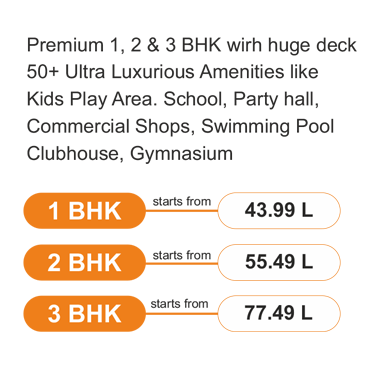 Premium 1, 2 & 3 BHK wirh huge deck
50+ Ultra Luxurious Amenities like
Kids Play Area. School, Party hall,
Commercial Shops, Swimming Pool
Clubhouse, Gymnasium
1 BHK starts from 43.99 L
2 BHK starts from 55.49 L
3 BHK starts from 77.49 L